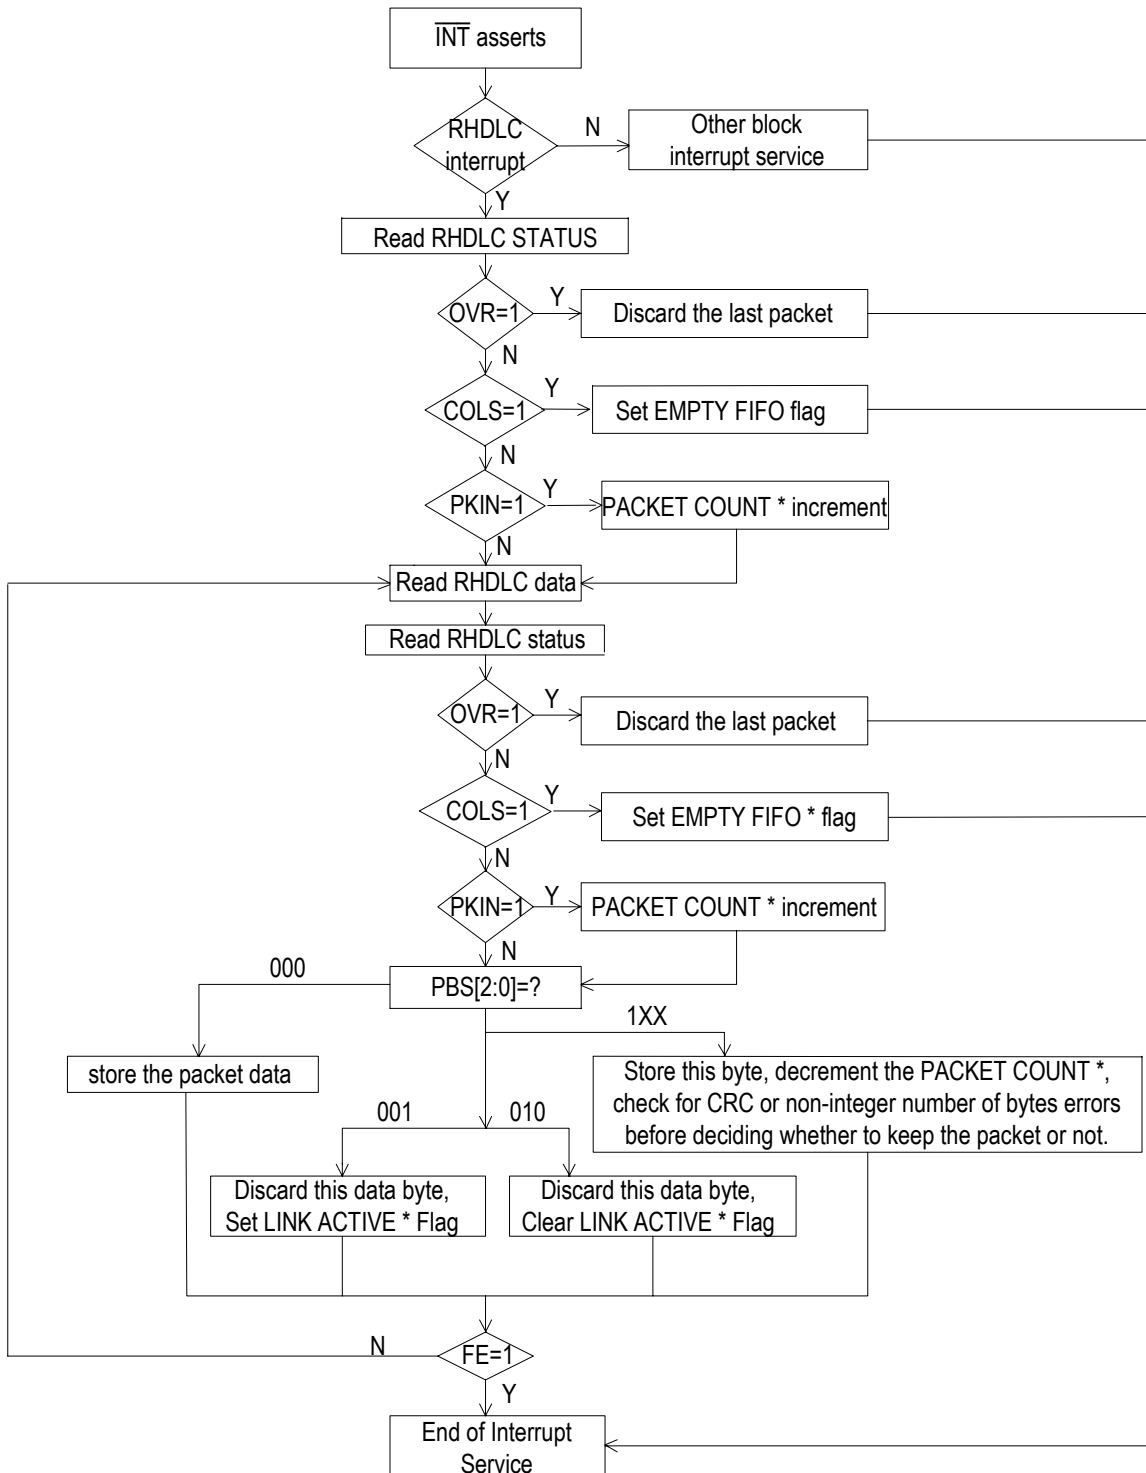 INT asserts
RHDLC
interrupt
N
Other block
interrupt service
Y
Read RHDLC STATUS
OVR=1
Y
Discard the last packet
N
COLS=1
Y
Set EMPTY FIFO flag
N
PKIN=1
Y
PACKET COUNT * increment
N
Read RHDLC data
Read RHDLC status
OVR=1
Y
Discard the last packet
N
COLS=1
Y
Set EMPTY FIFO * flag
N
PKIN=1
Y
PACKET COUNT * increment
N
000
PBS[2:0]=?
1XX
store the packet data
Store this byte, decrement the PACKET COUNT *,
check for CRC or non-integer number of bytes errors
before deciding whether to keep the packet or not.
001
010
Discard this data byte,
Set LINK ACTIVE * Flag
Discard this data byte,
Clear LINK ACTIVE * Flag
N
FE=1
Y
End of Interrupt
Service